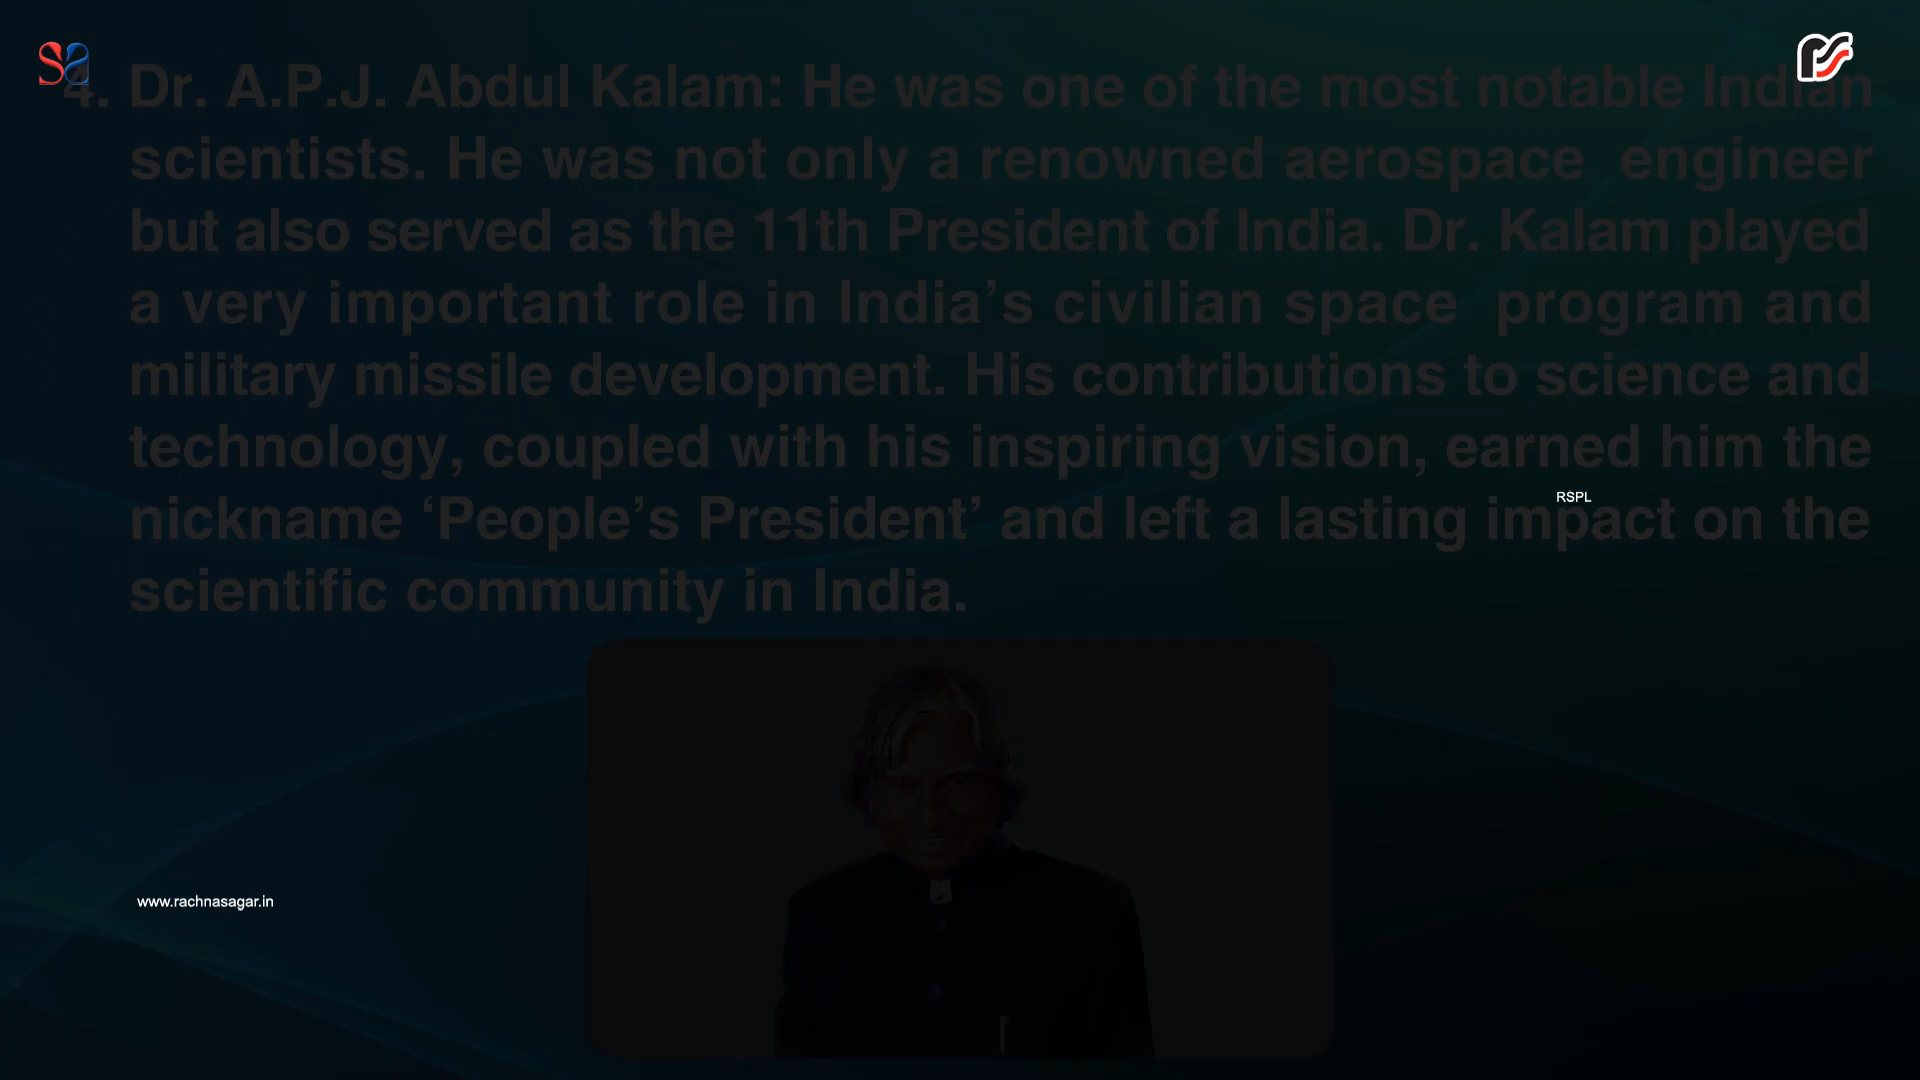 4. Dr. A.P.J. Abdul Kalam: He was one of the most notable Indian
scientists. He was not only a renowned aerospace engineer
but also served as the 11th President of India. Dr. Kalam played
a very important role in India’s civilian space program and
military missile development. His contributions to science and
technology, coupled with his inspiring vision, earned him the
nickname ‘People’s President’ and left a lasting impact on the
scientific community in India.
RSPL
www.rachnasagar.in